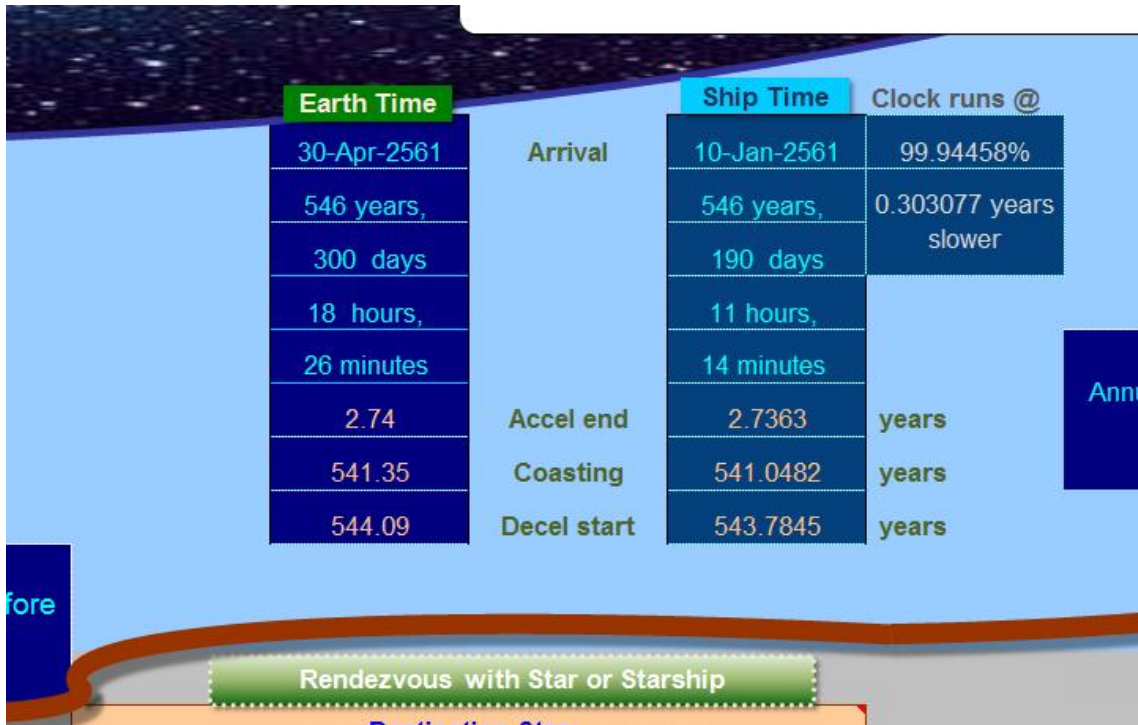 Earth Time Ship Time Clock runs @
30-Apr-2561 Arrival 10-Jan-2561 99.94458%
546 years, 546 years, 0.303077 years
slower
300 days 190 days
18 hours, 11 hours,
26 minutes 14 minutes
2.74 Accel end 2.7363 years
541.35 Coasting 541.0482 years
544.09 Decel start 543.7845 years
Rendezvous with Star or Starship